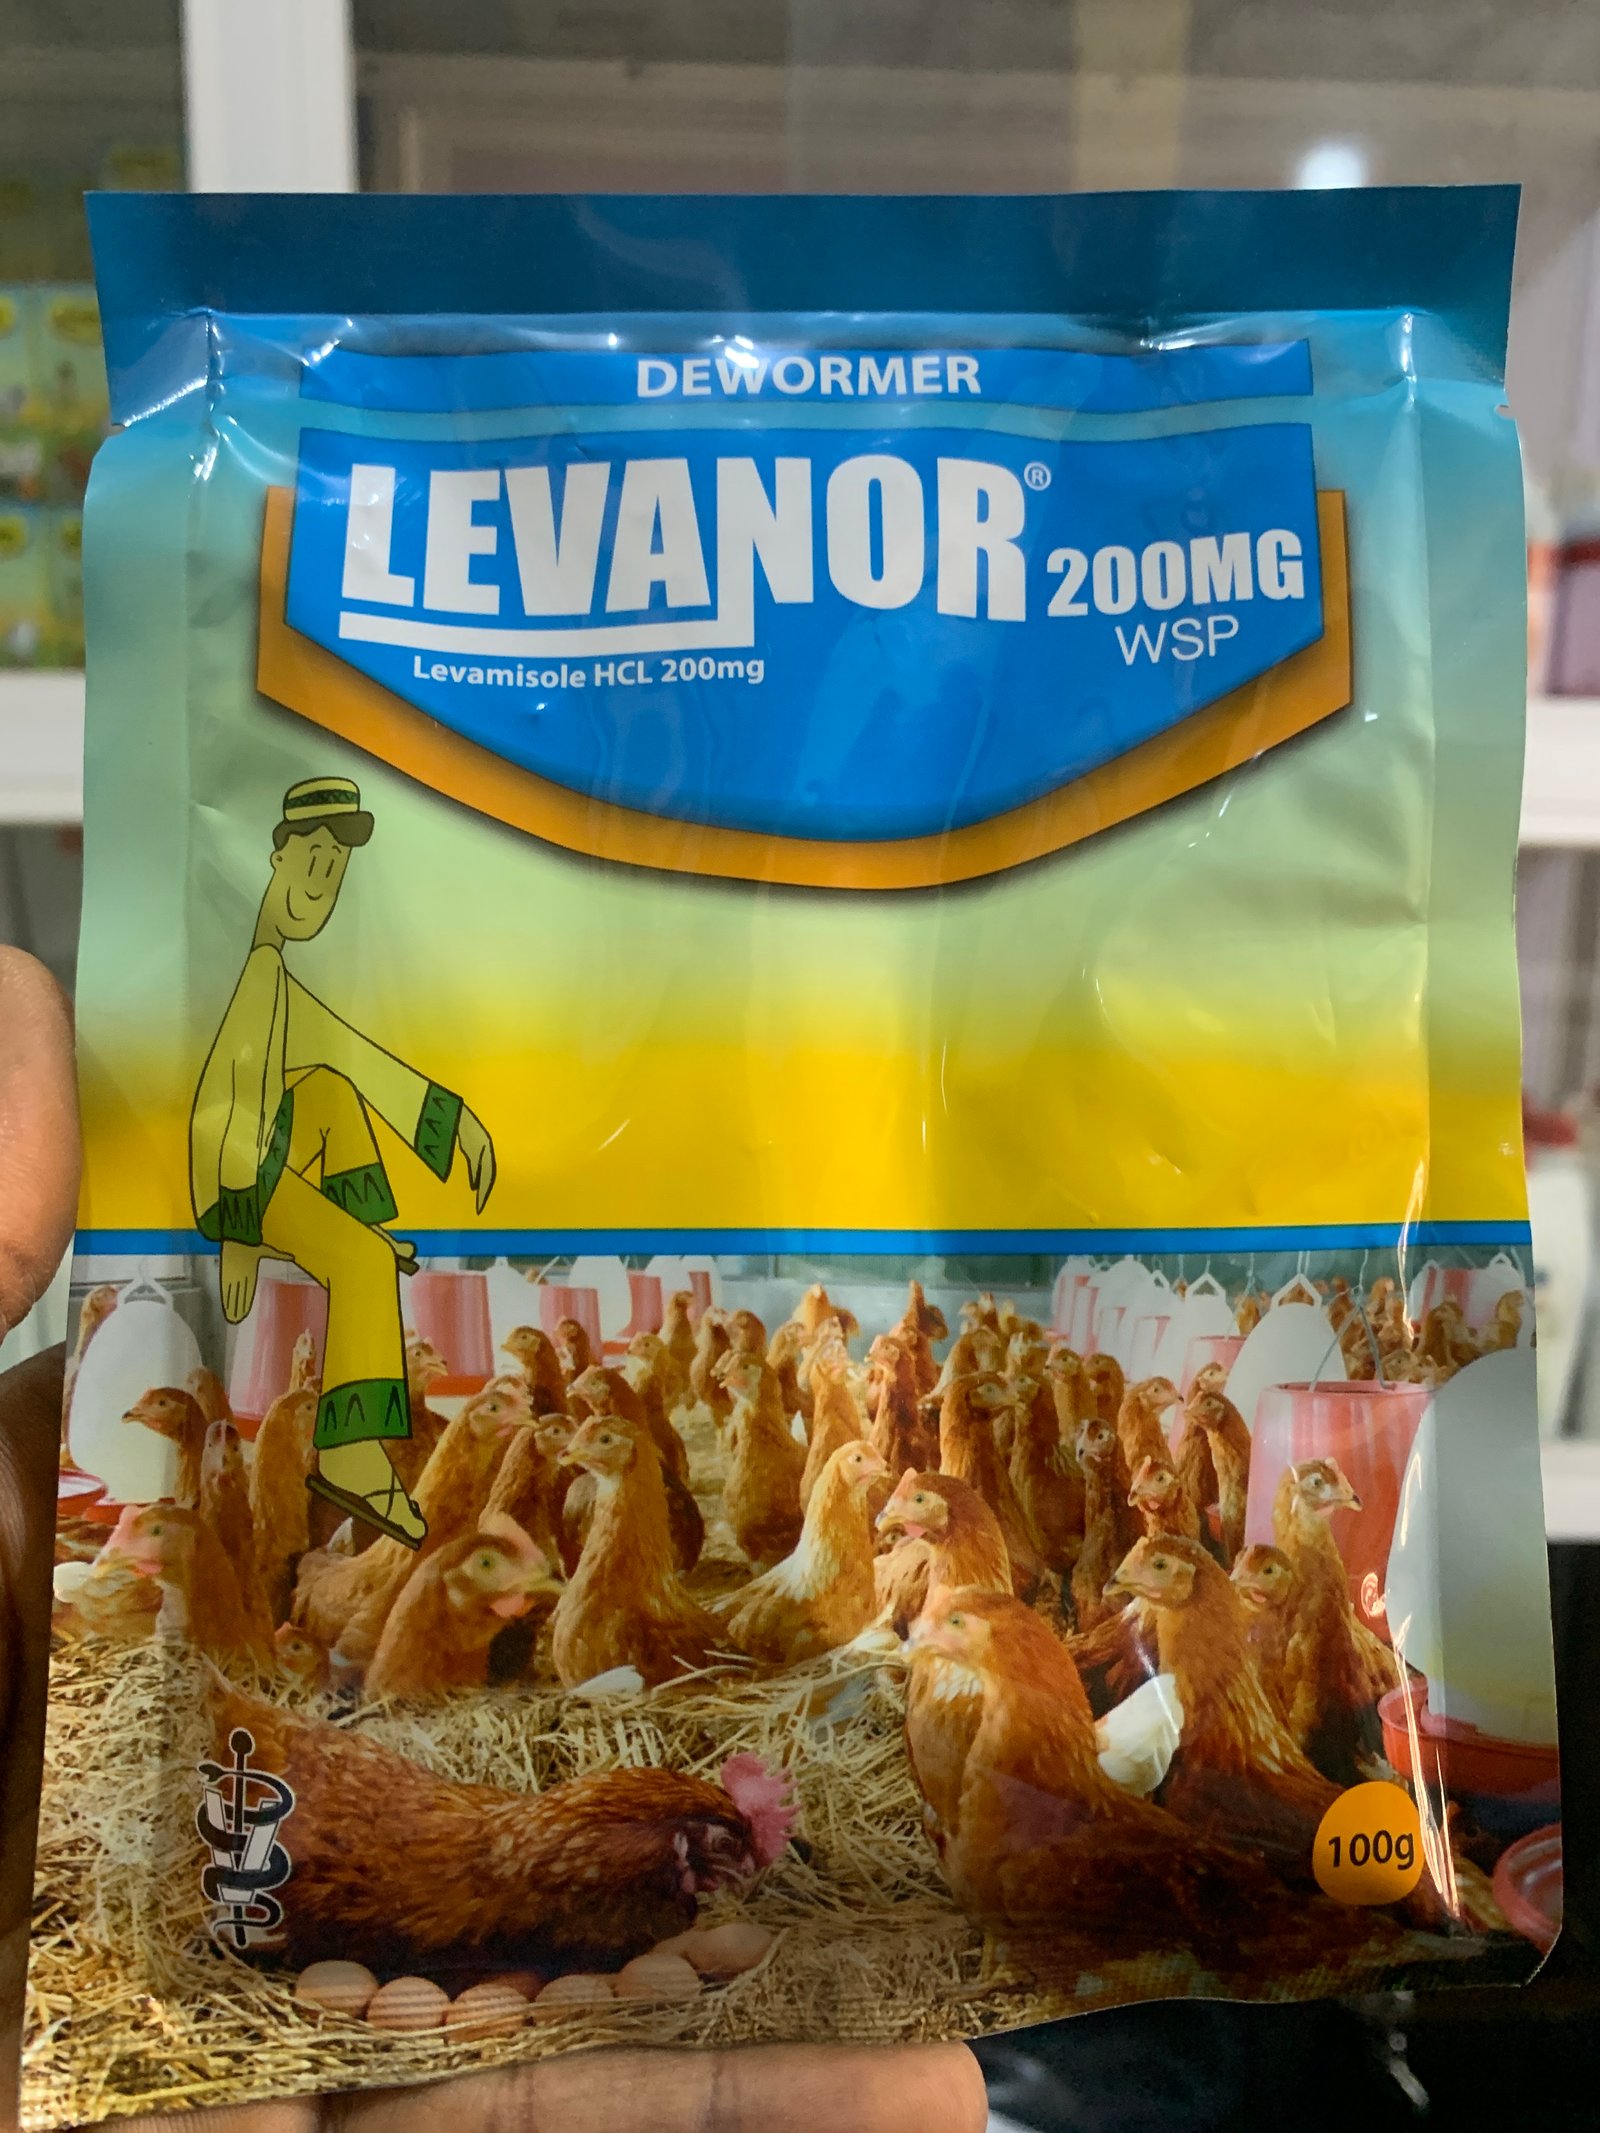 DEWORMER
LEVANOR® 200MG
WSP
Levamisole HCL 200mg
100g